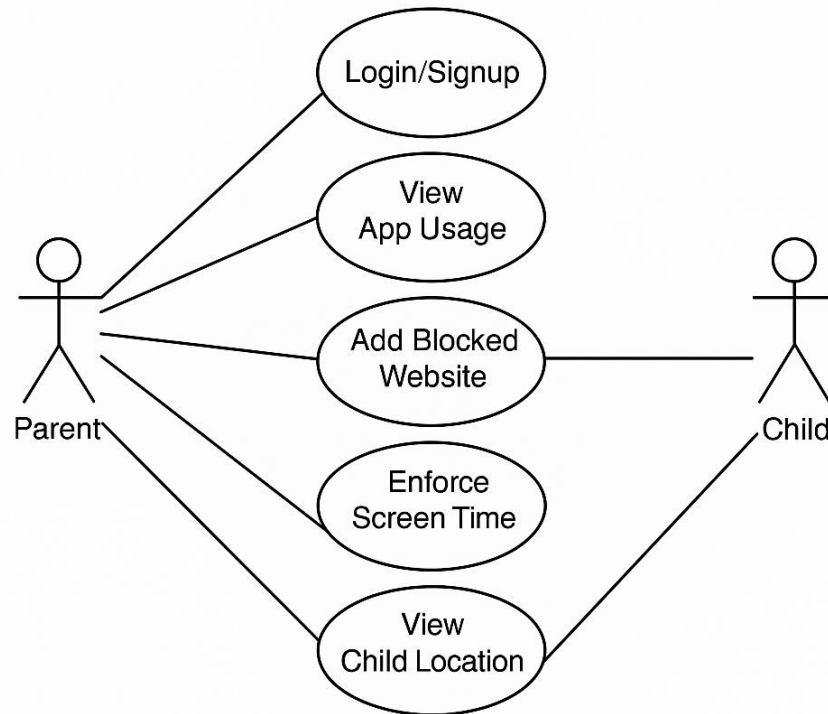 Login/Signup
View
App Usage
Add Blocked
Website
Parent
Child
Enforce
Screen Time
View
Child Location